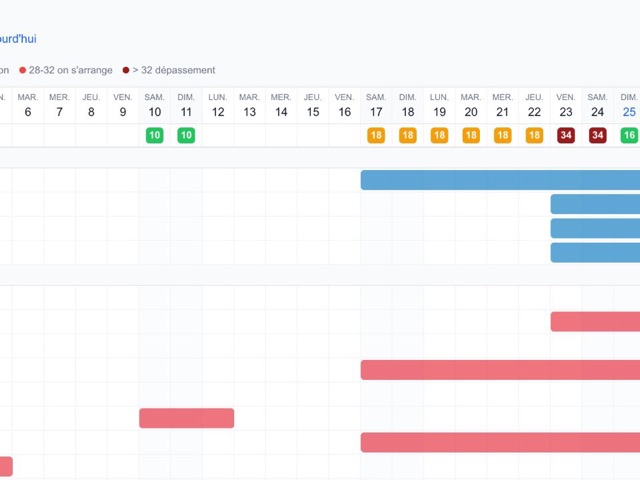 ourd'hui
on 28-32 on s'arrange > 32 dépassement
N. MAR. MER. JEU. VEN. SAM. DIM. LUN. MAR. MER. JEU. VEN. SAM. DIM. LUN. MAR. MER. JEU. VEN. SAM. DIM.
6 7 8 9 10 11 12 13 14 15 16 17 18 19 20 21 22 23 24 25
10 10 18 18 18 18 18 18 34 34 16